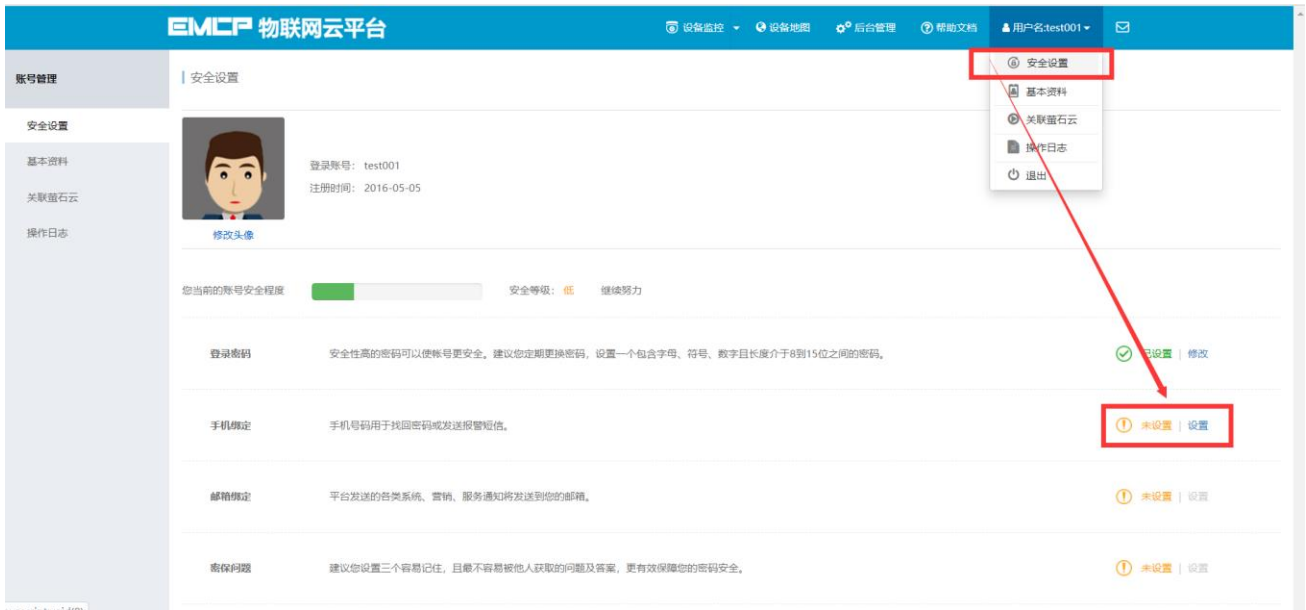 EMCP 物联网云平台 设备监控 设备地图 后台管理 帮助文档 用户名:test001
账号管理
安全设置
基本资料
关联萤石云
操作日志
安全设置
安全设置
基本资料
关联萤石云
操作日志
退出
登录账号: test001
注册时间: 2016-05-05
修改头像
您当前的账号安全程度 安全等级: 低 继续努力
登录密码 安全性高的密码可以使帐号更安全。建议您定期更换密码，设置一个包含字母、符号、数字且长度介于8到15位之间的密码。 已设置 | 修改
手机绑定 手机号码用于找回密码或发送报警短信。 未设置 | 设置
邮箱绑定 平台发送的各类系统、营销、服务通知将发送到您的邮箱。 未设置 | 设置
密保问题 建议您设置三个容易记住，且最不容易被他人获取的问题及答案，更有效保障您的密码安全。 未设置 | 设置